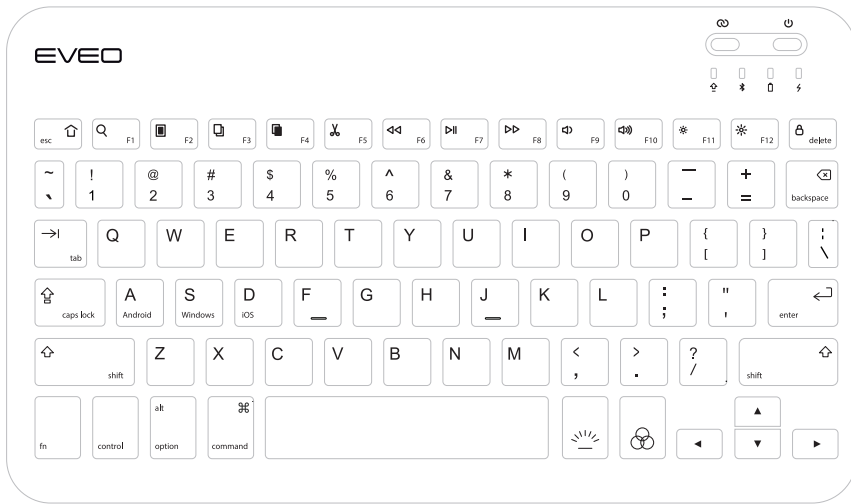 EVEO
esc F1 F2 F3 F4 F5 F6 F7 F8 F9 F10 F11 F12 delete
~ ! @ # $ % ^ & * ( ) — +
` 1 2 3 4 5 6 7 8 9 0 - = backspace
tab Q W E R T Y U I O P { } ¦
[ ] \
caps lock A S D F G H J K L : " enter
Android Windows iOS ; '
shift Z X C V B N M < > ? shift
, . /
alt ⌘
fn control option command